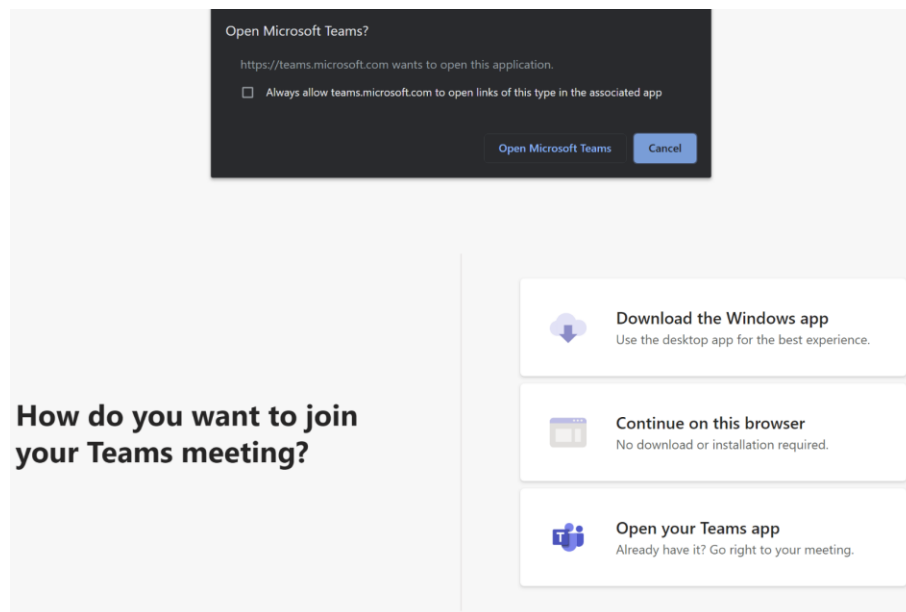 Open Microsoft Teams?
https://teams.microsoft.com wants to open this application.
Always allow teams.microsoft.com to open links of this type in the associated app
Open Microsoft Teams
Cancel
How do you want to join
your Teams meeting?
Download the Windows app
Use the desktop app for the best experience.
Continue on this browser
No download or installation required.
T
Open your Teams app
Already have it? Go right to your meeting.